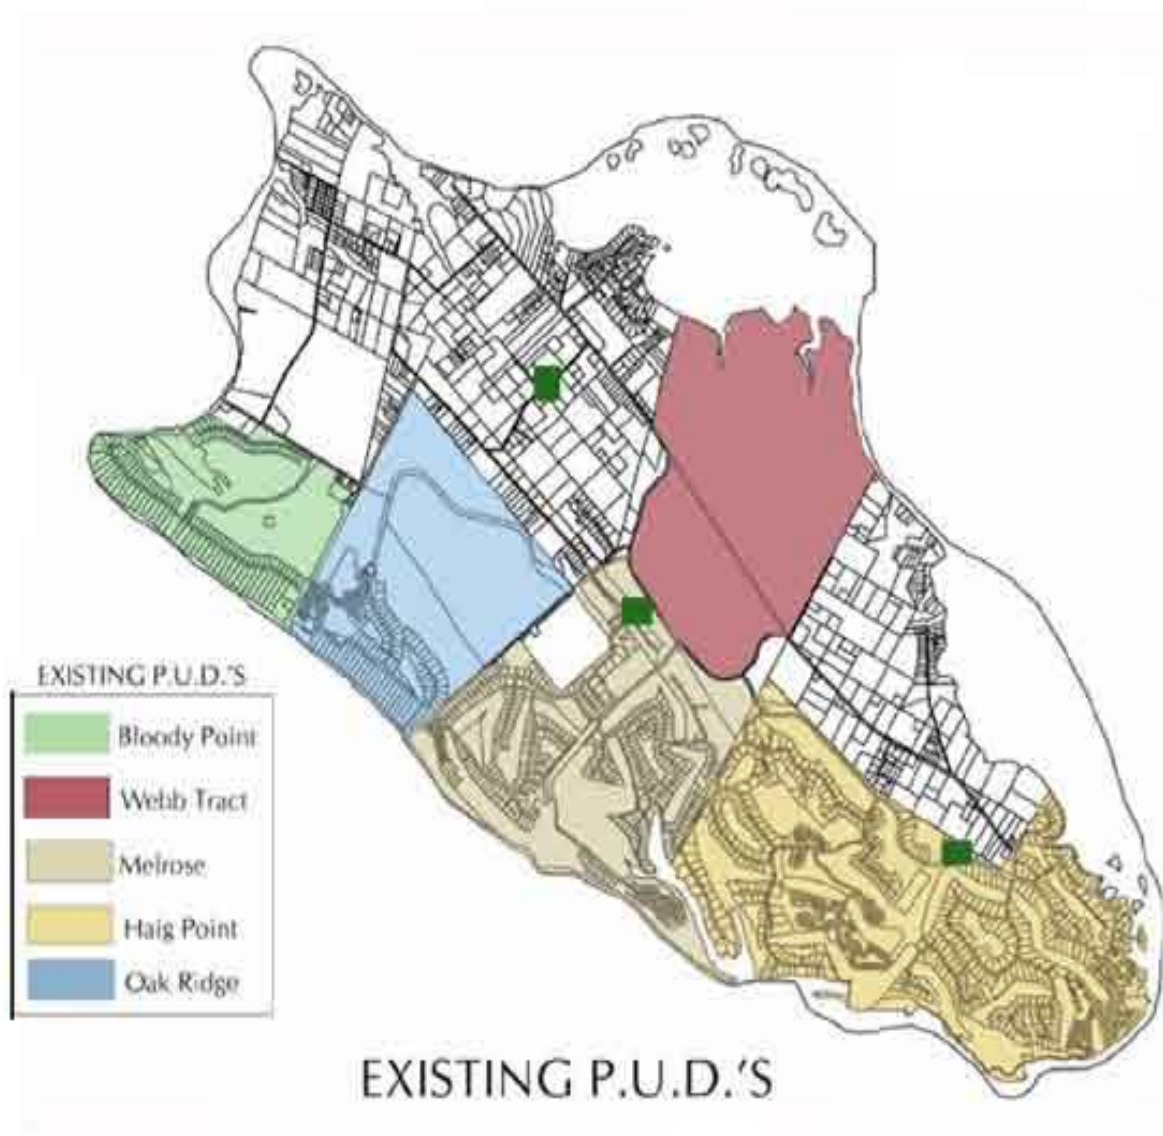 EXISTING P.U.D.'S
Bloody Point
Webb Tract
Melrose
Haig Point
Oak Ridge
EXISTING P.U.D.'S